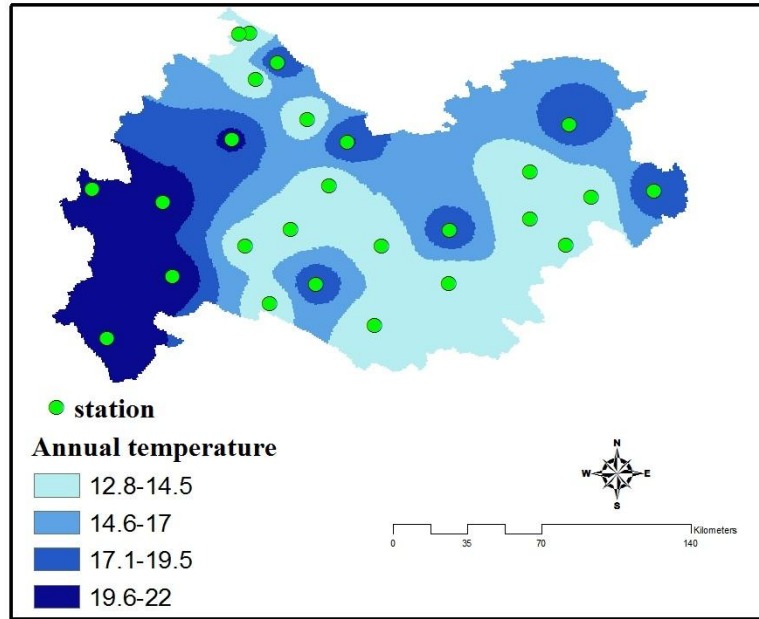 station
Annual temperature
12.8-14.5
14.6-17
17.1-19.5
19.6-22
N
W E
S
Kilometers
0 35 70 140